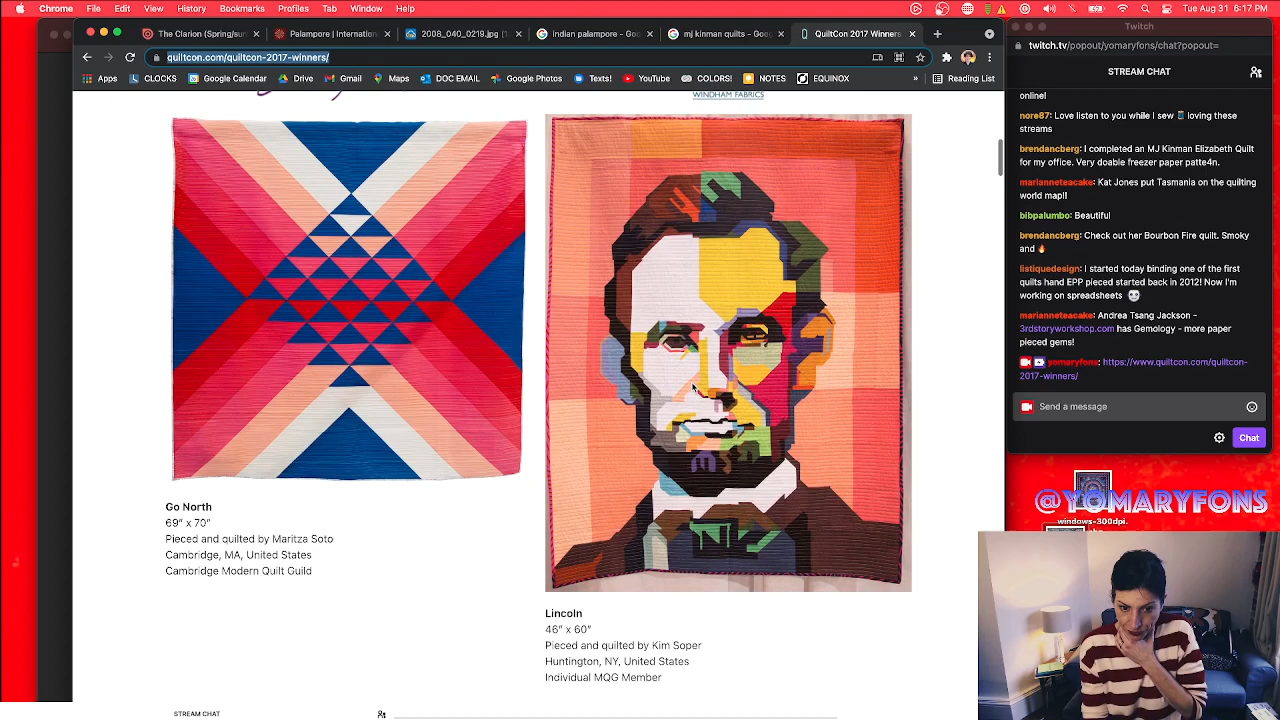 Chrome File Edit View History Bookmarks Profiles Tab Window Help
Tue Aug 31 6:17 PM
The Clarion (Spring/sum
Palampore | Internationa
2008_040_0219.jpg (1
Indian palampore - Goo
mj kinman quilts - Goog
QuiltCon 2017 Winners
Twitch
quiltcon.com/quiltcon-2017-winners/
twitch.tv/popout/yomaryfons/chat?popout=
Apps CLOCKS Google Calendar Drive Gmail Maps DOC EMAIL Google Photos Texts! YouTube COLORS! NOTES EQUINOX » Reading List
STREAM CHAT
WINDHAM FABRICS
online!
nore87: Love listen to you while I sew loving these
streams
brendancberg: I completed an MJ Kinman Elizabeth Quilt
for my office. Very doable freezer paper patte4n.
marianneteacake: Kat Jones put Tasmania on the quilting
world map!!
bibpalumbo: Beautiful
brendancberg: Check out her Bourbon Fire quilt. Smoky
and
listiquedesign: I started today binding one of the first
quilts hand EPP pieced started back in 2012! Now I'm
working on spreadsheets
marianneteacake: Andrea Tsang Jackson -
3rdstoryworkshop.com has Gemology - more paper
pieced gems!
yomaryfons: https://www.quiltcon.com/quiltcon-
2017-winners/
Send a message
Chat
@YOMARYFONS
windows-300dpi.
Go North
69" x 70"
Pieced and quilted by Maritza Soto
Cambridge, MA, United States
Cambridge Modern Quilt Guild
Lincoln
46" x 60"
Pieced and quilted by Kim Soper
Huntington, NY, United States
Individual MQG Member
STREAM CHAT